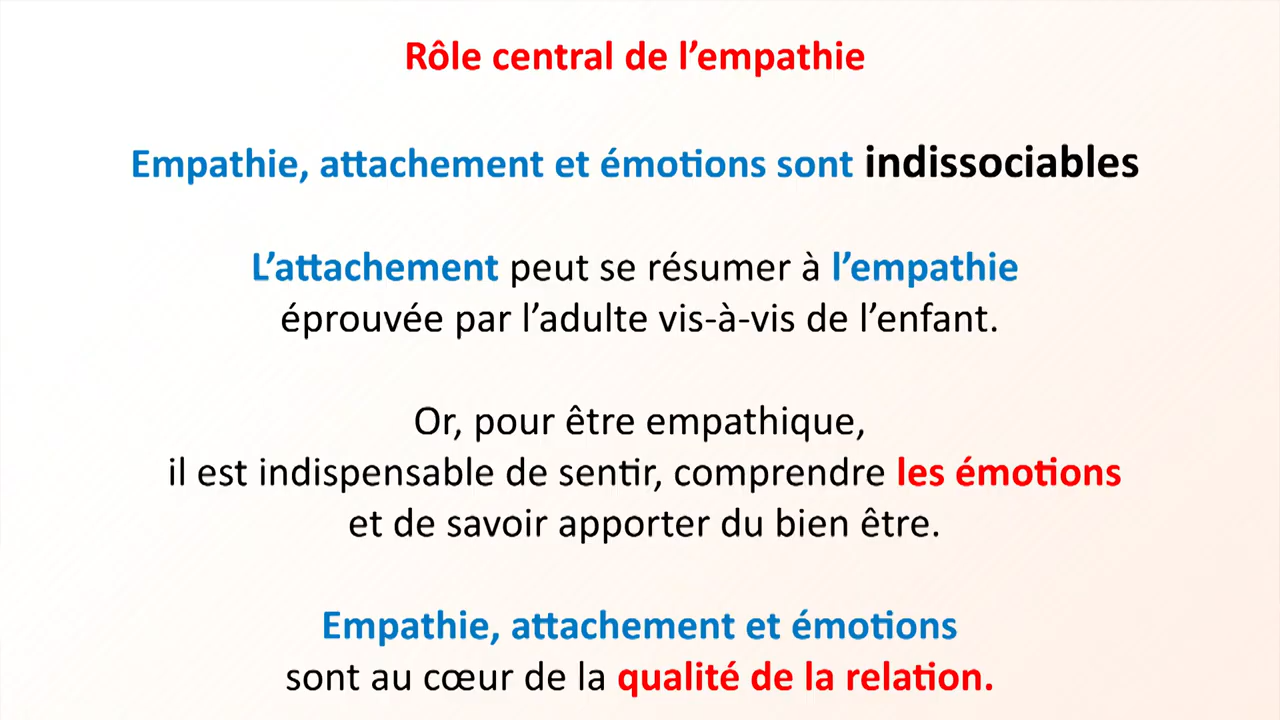 Rôle central de l’empathie
Empathie, attachement et émotions sont indissociables
L’attachement peut se résumer à l’empathie
éprouvée par l’adulte vis-à-vis de l’enfant.
Or, pour être empathique,
il est indispensable de sentir, comprendre les émotions
et de savoir apporter du bien être.
Empathie, attachement et émotions
sont au cœur de la qualité de la relation.